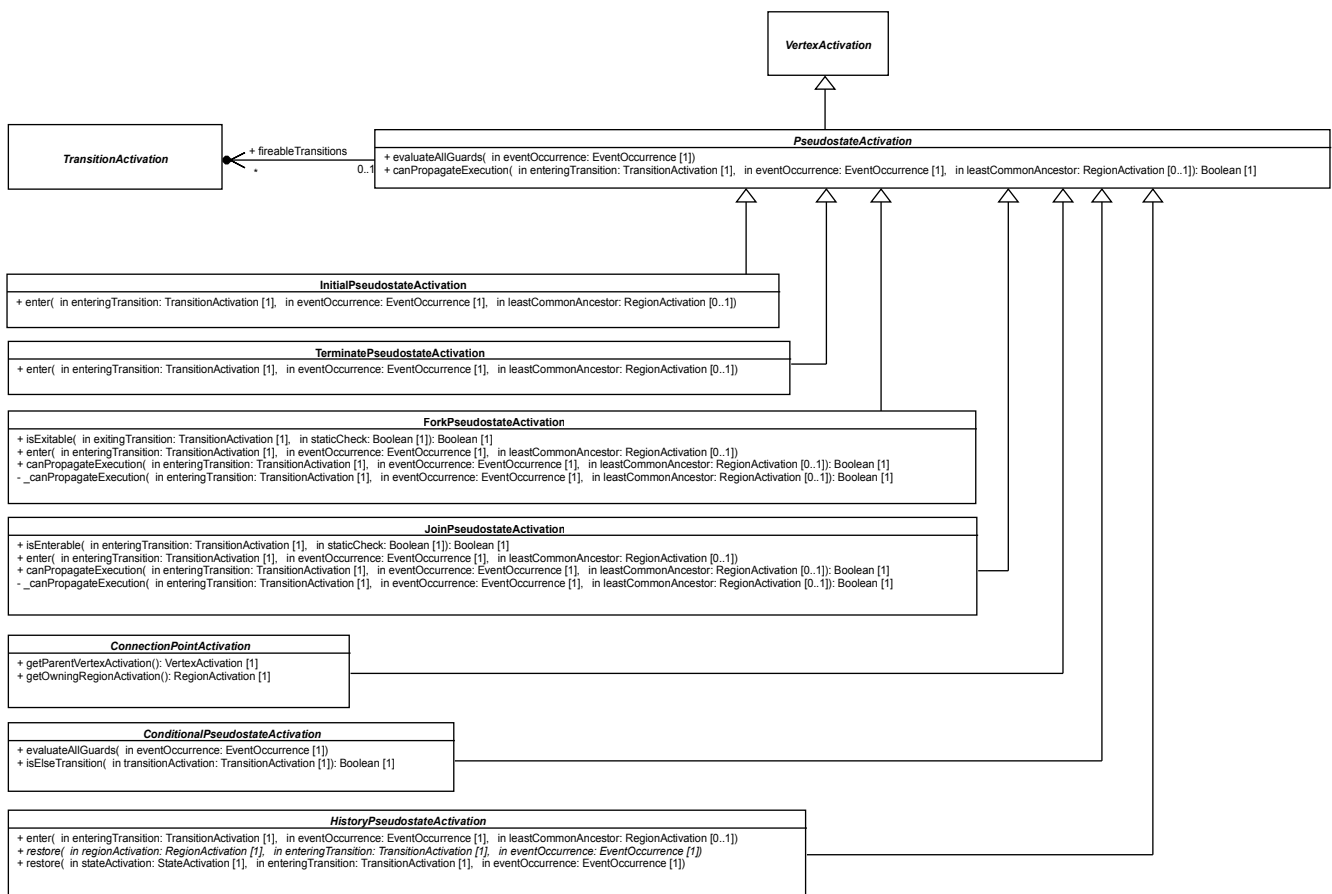 VertexActivation
TransitionActivation
+ fireableTransitions
*
0..1
PseudostateActivation
+ evaluateAllGuards( in eventOccurrence: EventOccurrence [1])
+ canPropagateExecution( in enteringTransition: TransitionActivation [1], in eventOccurrence: EventOccurrence [1], in leastCommonAncestor: RegionActivation [0..1]): Boolean [1]
InitialPseudostateActivation
+ enter( in enteringTransition: TransitionActivation [1], in eventOccurrence: EventOccurrence [1], in leastCommonAncestor: RegionActivation [0..1])
TerminatePseudostateActivation
+ enter( in enteringTransition: TransitionActivation [1], in eventOccurrence: EventOccurrence [1], in leastCommonAncestor: RegionActivation [0..1])
ForkPseudostateActivation
+ isExitable( in exitingTransition: TransitionActivation [1], in staticCheck: Boolean [1]): Boolean [1]
+ enter( in enteringTransition: TransitionActivation [1], in eventOccurrence: EventOccurrence [1], in leastCommonAncestor: RegionActivation [0..1])
+ canPropagateExecution( in enteringTransition: TransitionActivation [1], in eventOccurrence: EventOccurrence [1], in leastCommonAncestor: RegionActivation [0..1]): Boolean [1]
- _canPropagateExecution( in enteringTransition: TransitionActivation [1], in eventOccurrence: EventOccurrence [1], in leastCommonAncestor: RegionActivation [0..1]): Boolean [1]
JoinPseudostateActivation
+ isEnterable( in enteringTransition: TransitionActivation [1], in staticCheck: Boolean [1]): Boolean [1]
+ enter( in enteringTransition: TransitionActivation [1], in eventOccurrence: EventOccurrence [1], in leastCommonAncestor: RegionActivation [0..1])
+ canPropagateExecution( in enteringTransition: TransitionActivation [1], in eventOccurrence: EventOccurrence [1], in leastCommonAncestor: RegionActivation [0..1]): Boolean [1]
- _canPropagateExecution( in enteringTransition: TransitionActivation [1], in eventOccurrence: EventOccurrence [1], in leastCommonAncestor: RegionActivation [0..1]): Boolean [1]
ConnectionPointActivation
+ getParentVertexActivation(): VertexActivation [1]
+ getOwningRegionActivation(): RegionActivation [1]
ConditionalPseudostateActivation
+ evaluateAllGuards( in eventOccurrence: EventOccurrence [1])
+ isElseTransition( in transitionActivation: TransitionActivation [1]): Boolean [1]
HistoryPseudostateActivation
+ enter( in enteringTransition: TransitionActivation [1], in eventOccurrence: EventOccurrence [1], in leastCommonAncestor: RegionActivation [0..1])
+ restore( in regionActivation: RegionActivation [1], in enteringTransition: TransitionActivation [1], in eventOccurrence: EventOccurrence [1])
+ restore( in stateActivation: StateActivation [1], in enteringTransition: TransitionActivation [1], in eventOccurrence: EventOccurrence [1])